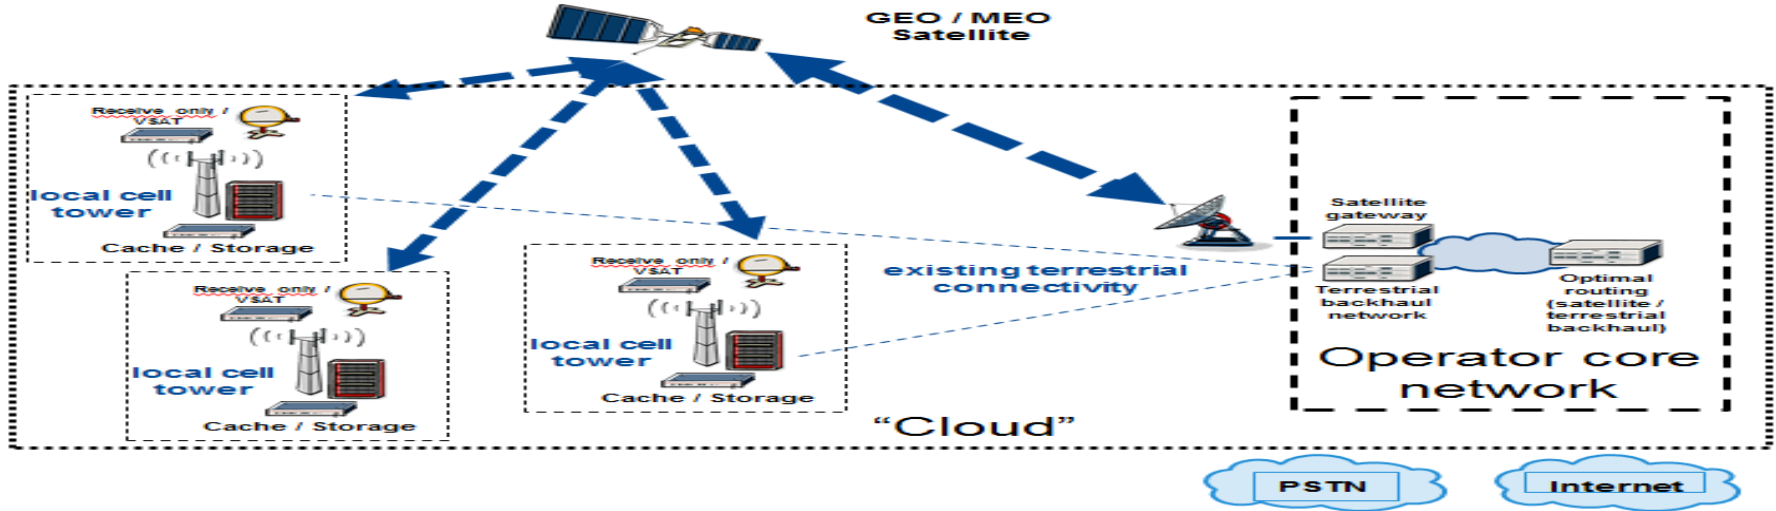 GEO / MEO
Satellite
Receive only /
VSAT
local cell
tower
Cache / Storage
Receive only /
VSAT
local cell
tower
Cache / Storage
Receive only /
VSAT
local cell
tower
Cache / Storage
existing terrestrial
connectivity
Satellite
gateway
Terrestrial
backhaul
network
Optimal
routing
(satellite /
terrestrial
backhaul)
Operator core
network
“Cloud”
PSTN
Internet